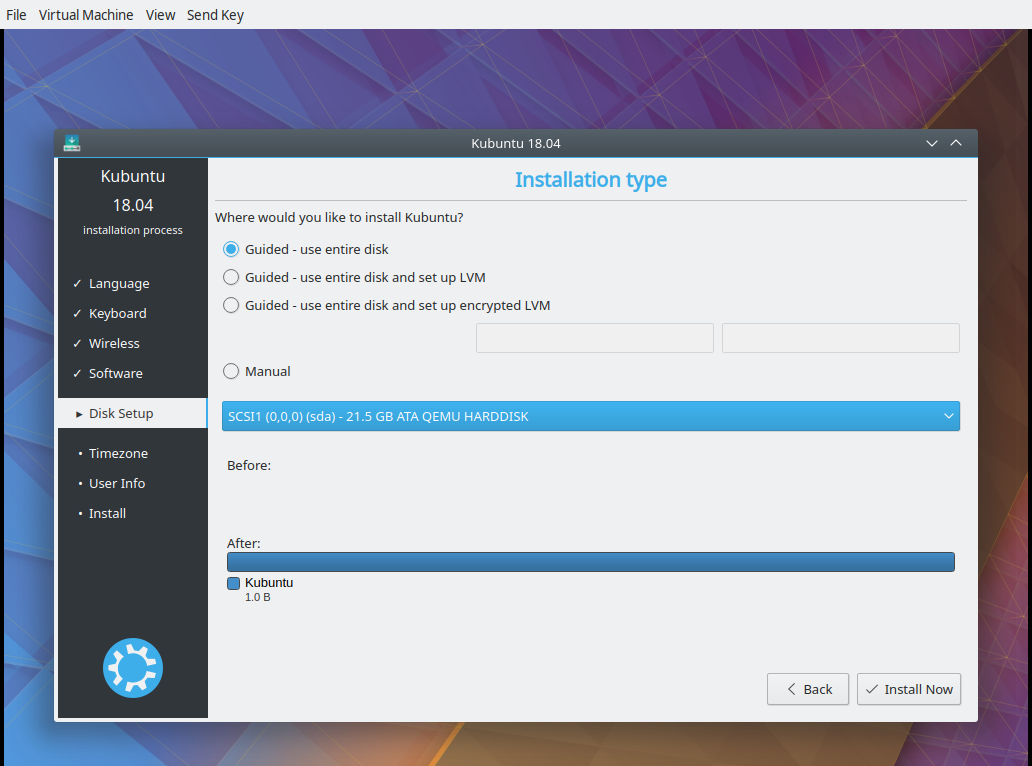 File Virtual Machine View Send Key
Kubuntu 18.04
Kubuntu
18.04
installation process
✓ Language
✓ Keyboard
✓ Wireless
✓ Software
▸ Disk Setup
• Timezone
• User Info
• Install
Installation type
Where would you like to install Kubuntu?
Guided - use entire disk
Guided - use entire disk and set up LVM
Guided - use entire disk and set up encrypted LVM
Manual
SCSI1 (0,0,0) (sda) - 21.5 GB ATA QEMU HARDDISK
Before:
After:
Kubuntu
1.0 B
Back Install Now